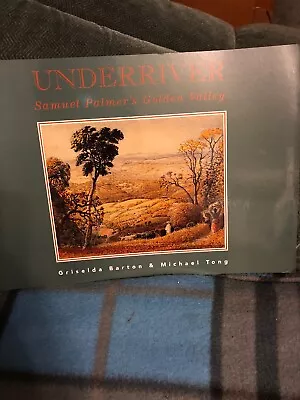 UNDERRIVER
Samuel Palmer's Golden Valley
Griselda Barton & Michael Tong